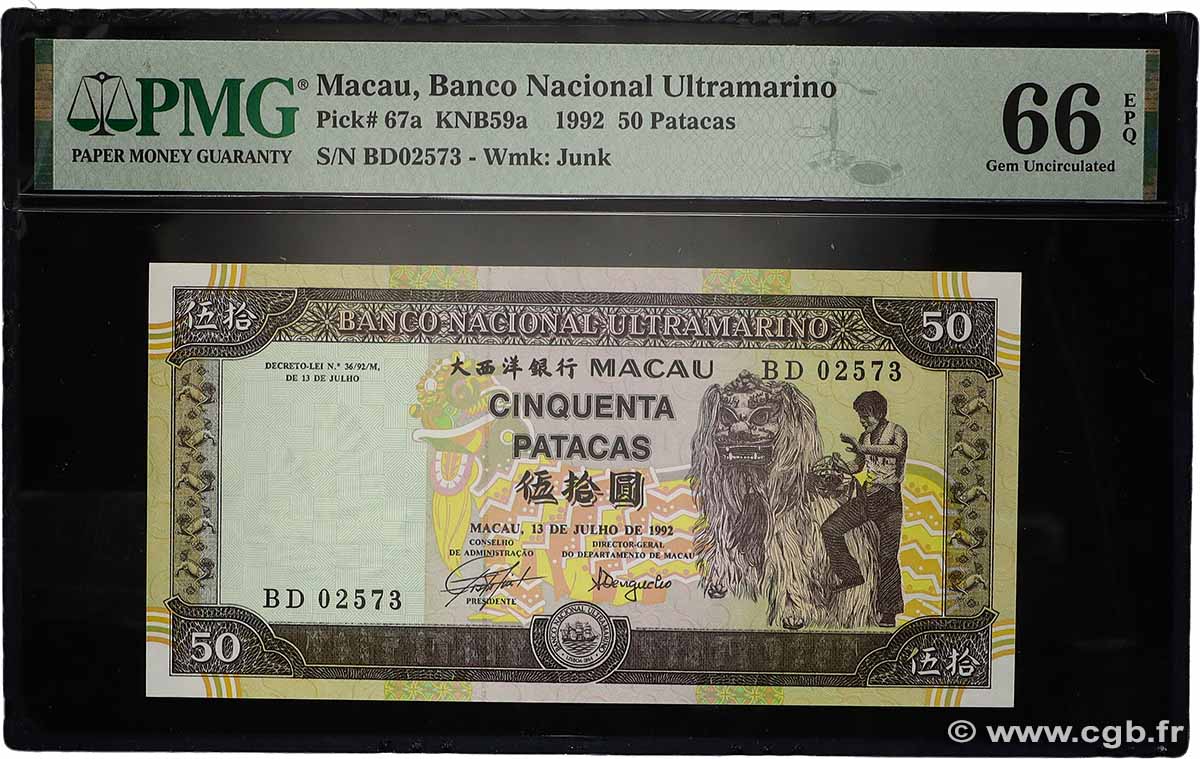 PMG®
PAPER MONEY GUARANTY
Macau, Banco Nacional Ultramarino
Pick# 67a KNB59a 1992 50 Patacas
S/N BD02573 - Wmk: Junk
66
EPQ
Gem Uncirculated
伍拾
BANCO NACIONAL ULTRAMARINO
50
DECRETO-LEI N.º 36/92/M,
DE 13 DE JULHO
大西洋銀行 MACAU
BD 02573
CINQUENTA
PATACAS
伍拾圓
MACAU, 13 DE JULHO DE 1992
CONSELHO
DE ADMINISTRAÇÃO
DIRECTOR-GERAL
DO DEPARTAMENTO DE MACAU
PRESIDENTE
BD 02573
50
BANCO NACIONAL ULTRAMARINO
伍拾
© www.cgb.fr